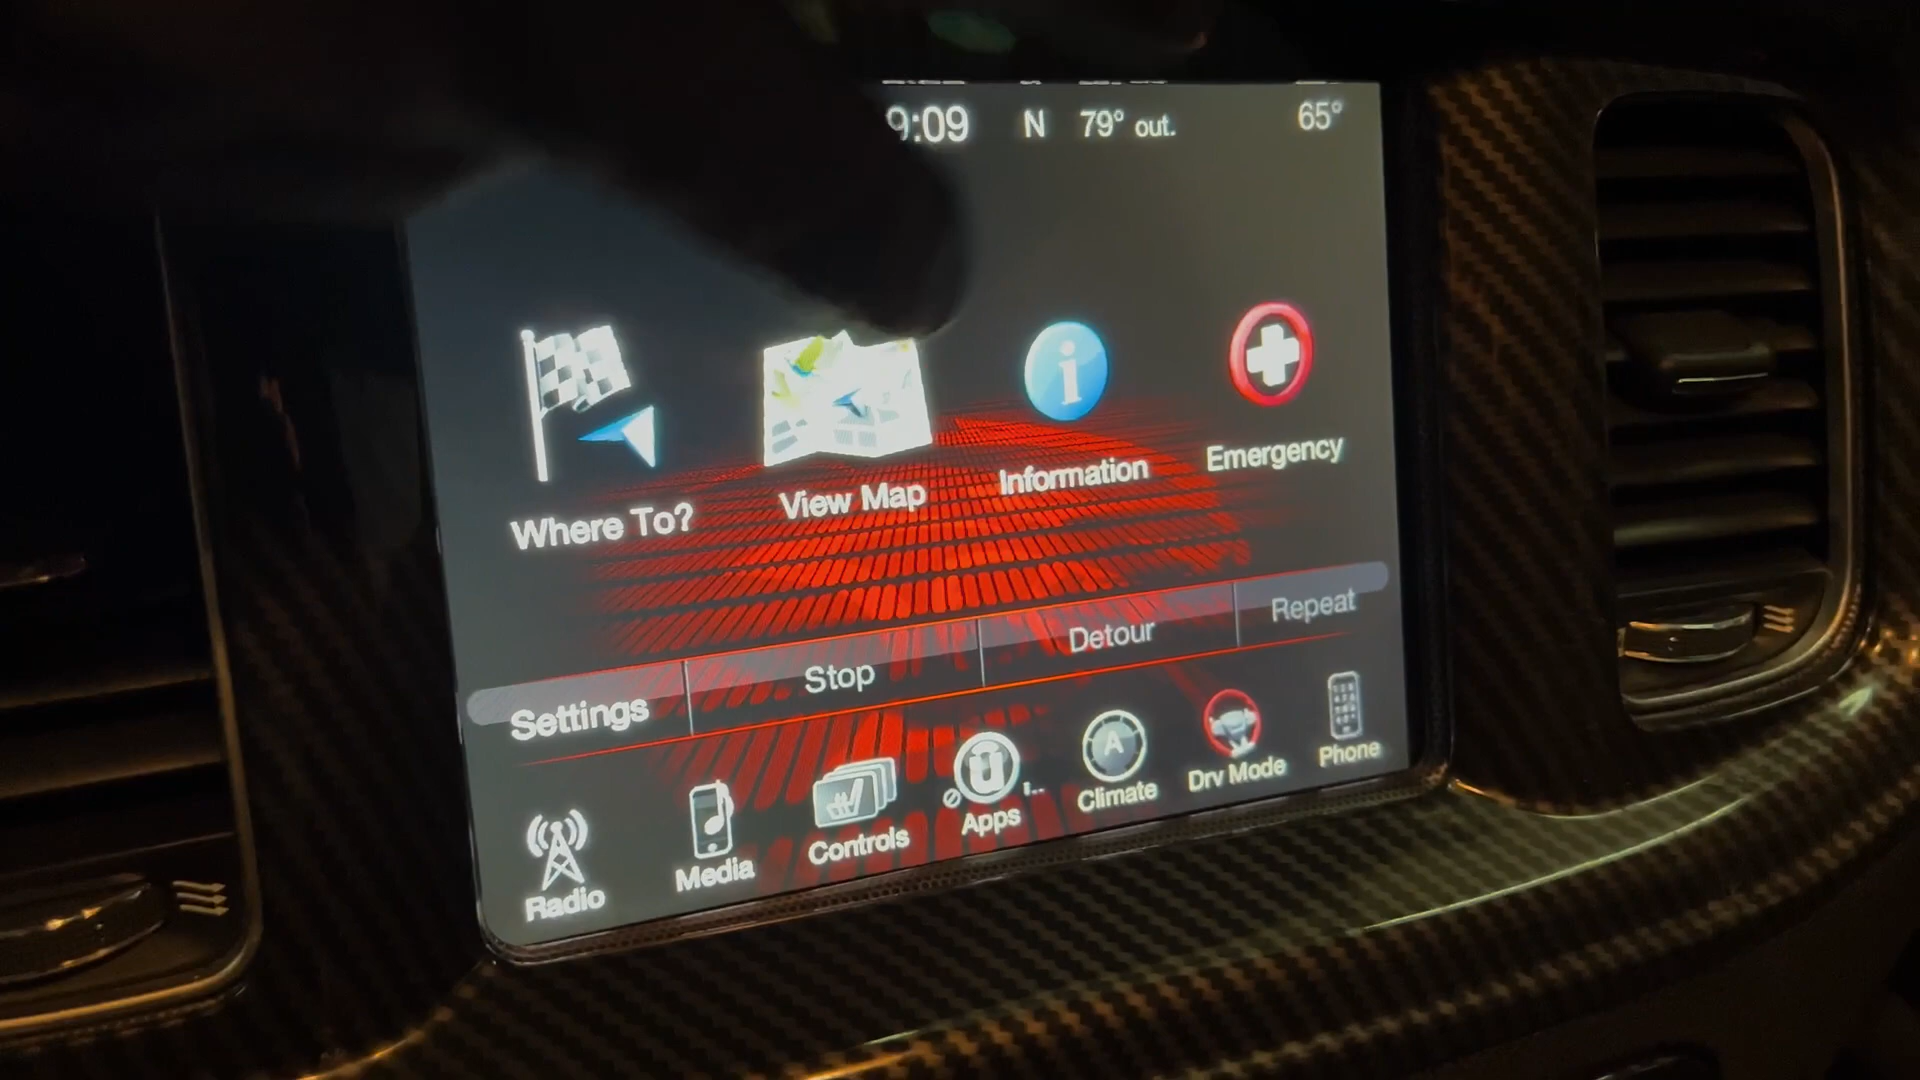 9:09 N 79° out. 65°
Where To? View Map Information Emergency
Settings Stop Detour Repeat
Radio Media Controls Apps Climate Drv Mode Phone